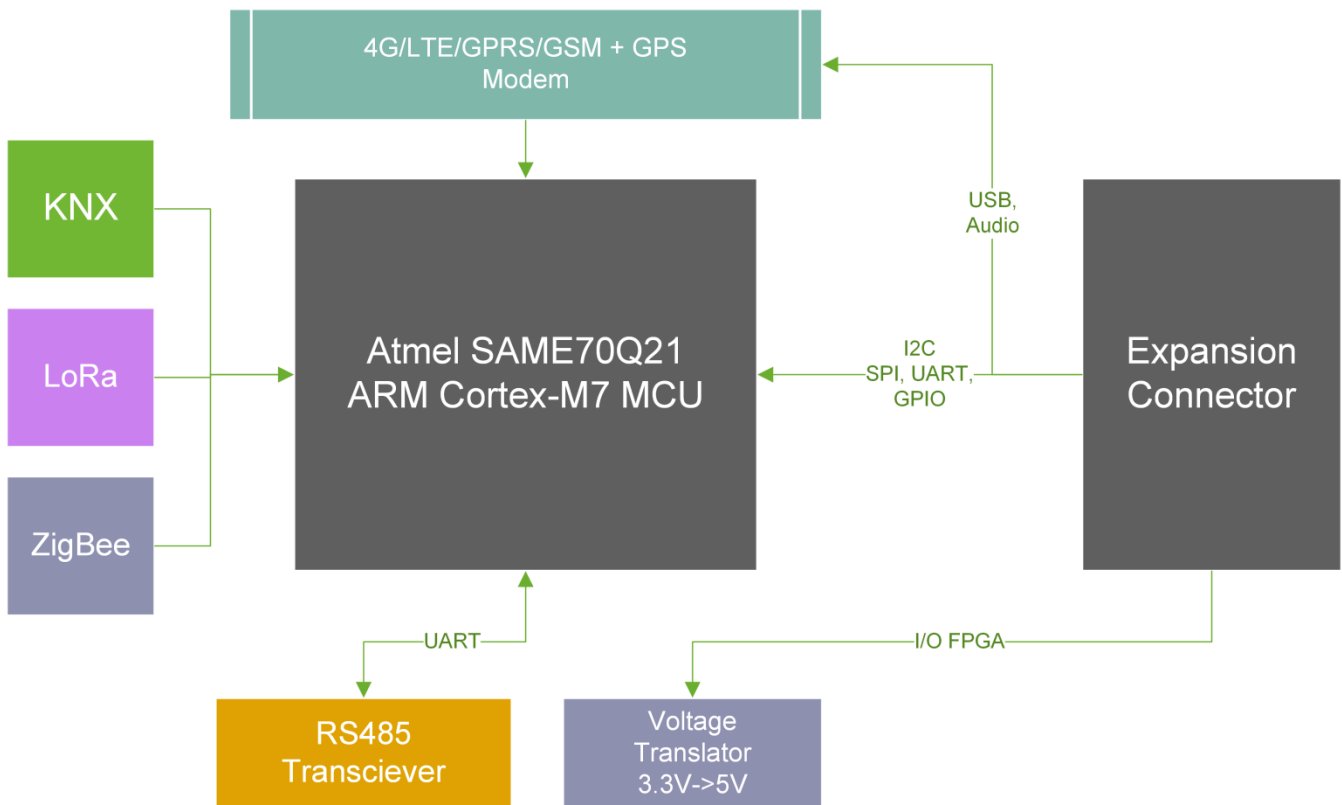 4G/LTE/GPRS/GSM + GPS
Modem
KNX
LoRa
ZigBee
Atmel SAME70Q21
ARM Cortex-M7 MCU
USB,
Audio
I2C
SPI, UART,
GPIO
Expansion
Connector
UART
I/O FPGA
RS485
Transciever
Voltage
Translator
3.3V->5V